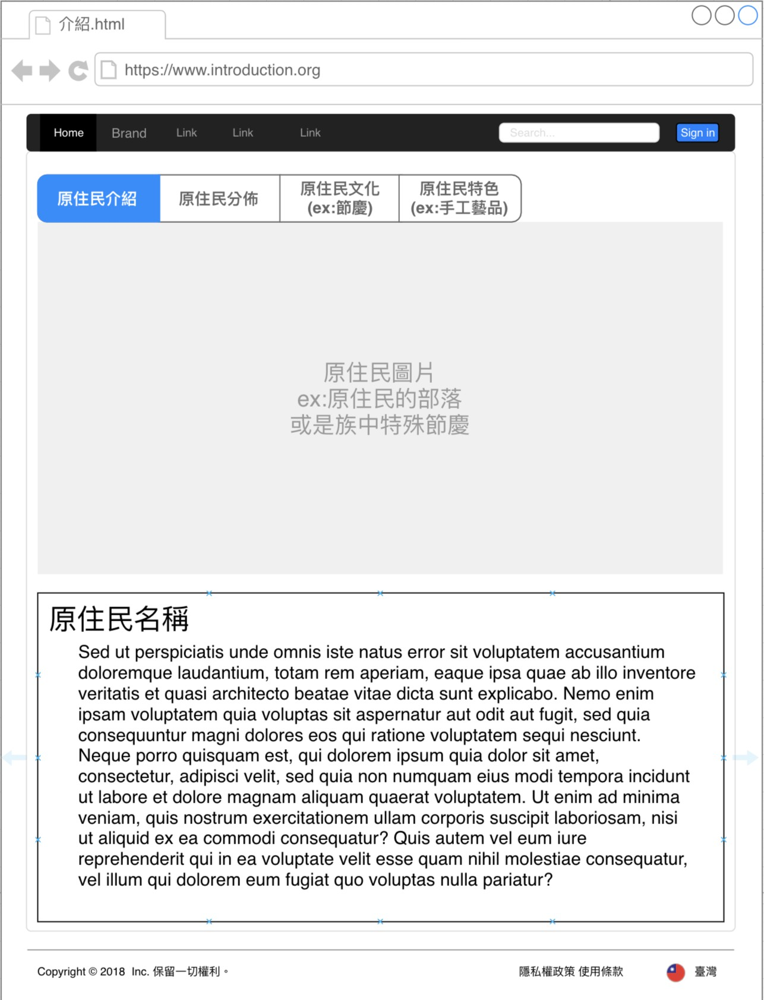 介紹.html
https://www.introduction.org
Home Brand Link Link Link Search... Sign in
原住民介紹 原住民分佈 原住民文化 原住民特色
(ex:節慶) (ex:手工藝品)
原住民圖片
ex:原住民的部落
或是族中特殊節慶
原住民名稱
Sed ut perspiciatis unde omnis iste natus error sit voluptatem accusantium
doloremque laudantium, totam rem aperiam, eaque ipsa quae ab illo inventore
veritatis et quasi architecto beatae vitae dicta sunt explicabo. Nemo enim
ipsam voluptatem quia voluptas sit aspernatur aut odit aut fugit, sed quia
consequuntur magni dolores eos qui ratione voluptatem sequi nesciunt.
Neque porro quisquam est, qui dolorem ipsum quia dolor sit amet,
consectetur, adipisci velit, sed quia non numquam eius modi tempora incidunt
ut labore et dolore magnam aliquam quaerat voluptatem. Ut enim ad minima
veniam, quis nostrum exercitationem ullam corporis suscipit laboriosam, nisi
ut aliquid ex ea commodi consequatur? Quis autem vel eum iure
reprehenderit qui in ea voluptate velit esse quam nihil molestiae consequatur,
vel illum qui dolorem eum fugiat quo voluptas nulla pariatur?
Copyright © 2018 Inc. 保留一切權利。 隱私權政策 使用條款 臺灣